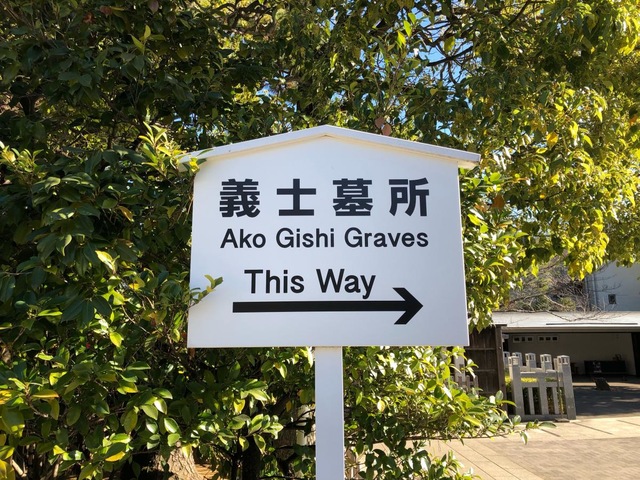 義士墓所
Ako Gishi Graves
This Way